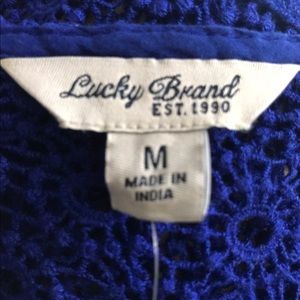 Lucky Brand
EST. 1990
M
MADE IN
INDIA